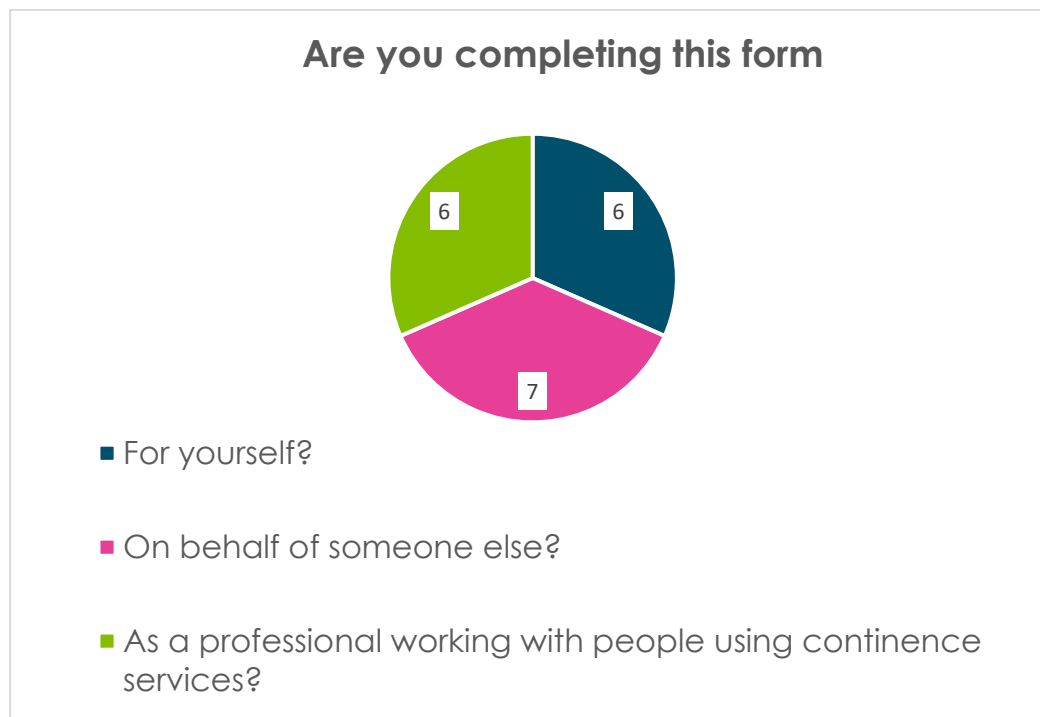 Are you completing this form
6
6
7
For yourself?
On behalf of someone else?
As a professional working with people using continence
services?